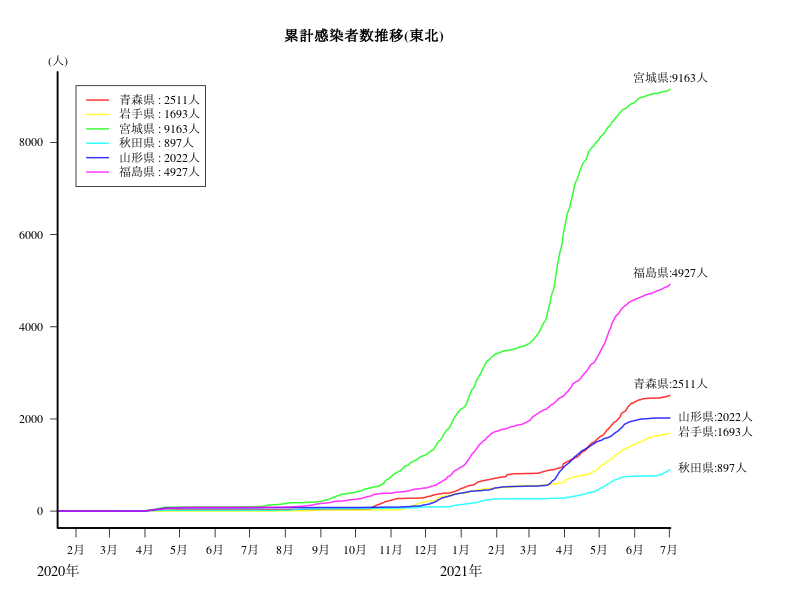 累計感染者数推移(東北)
(人)
宮城県:9163人
青森県 : 2511人
岩手県 : 1693人
宮城県 : 9163人
秋田県 : 897人
山形県 : 2022人
福島県 : 4927人
8000
6000
福島県:4927人
4000
青森県:2511人
2000
山形県:2022人
岩手県:1693人
秋田県:897人
0
2月 3月 4月 5月 6月 7月 8月 9月 10月 11月 12月 1月 2月 3月 4月 5月 6月 7月
2020年 2021年